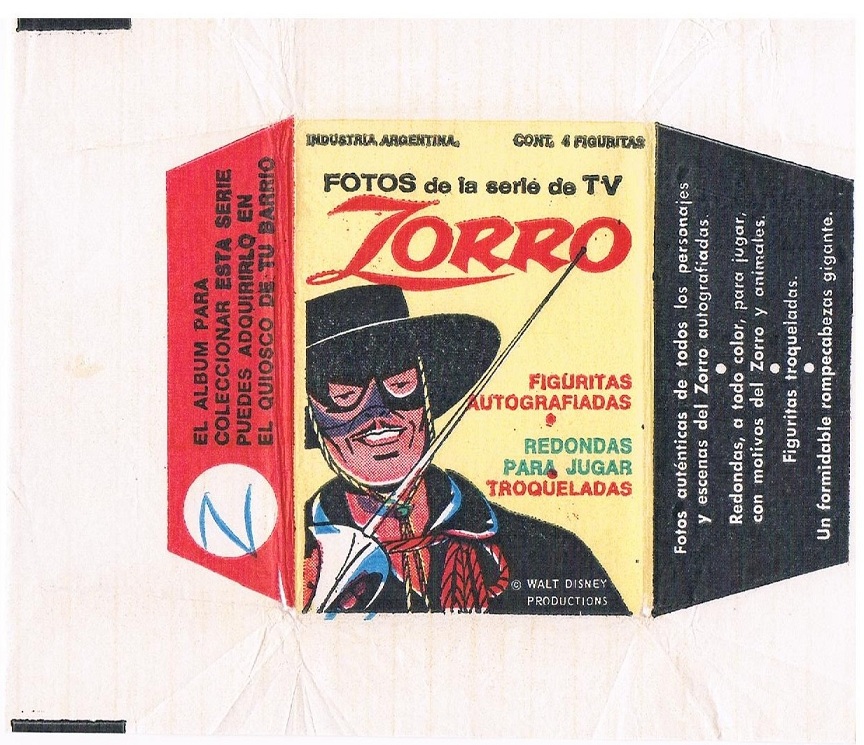 EL ALBUM PARA
COLECCIONAR ESTA SERIE
PUEDES ADQUIRIRLO EN
EL QUIOSCO DE TU BARRIO
Z
INDUSTRIA ARGENTINA.
CONT. 4 FIGURITAS
FOTOS de la serie de TV
ZORRO
FIGURITAS
AUTOGRAFIADAS
REDONDAS
PARA JUGAR
TROQUELADAS
© WALT DISNEY
PRODUCTIONS
Fotos auténticas de todos los personajes
y escenas del Zorro autografiadas.
Redondas, a todo color, para jugar,
con motivos del Zorro y animales.
Figuritas troqueladas.
Un formidable rompecabezas gigante.